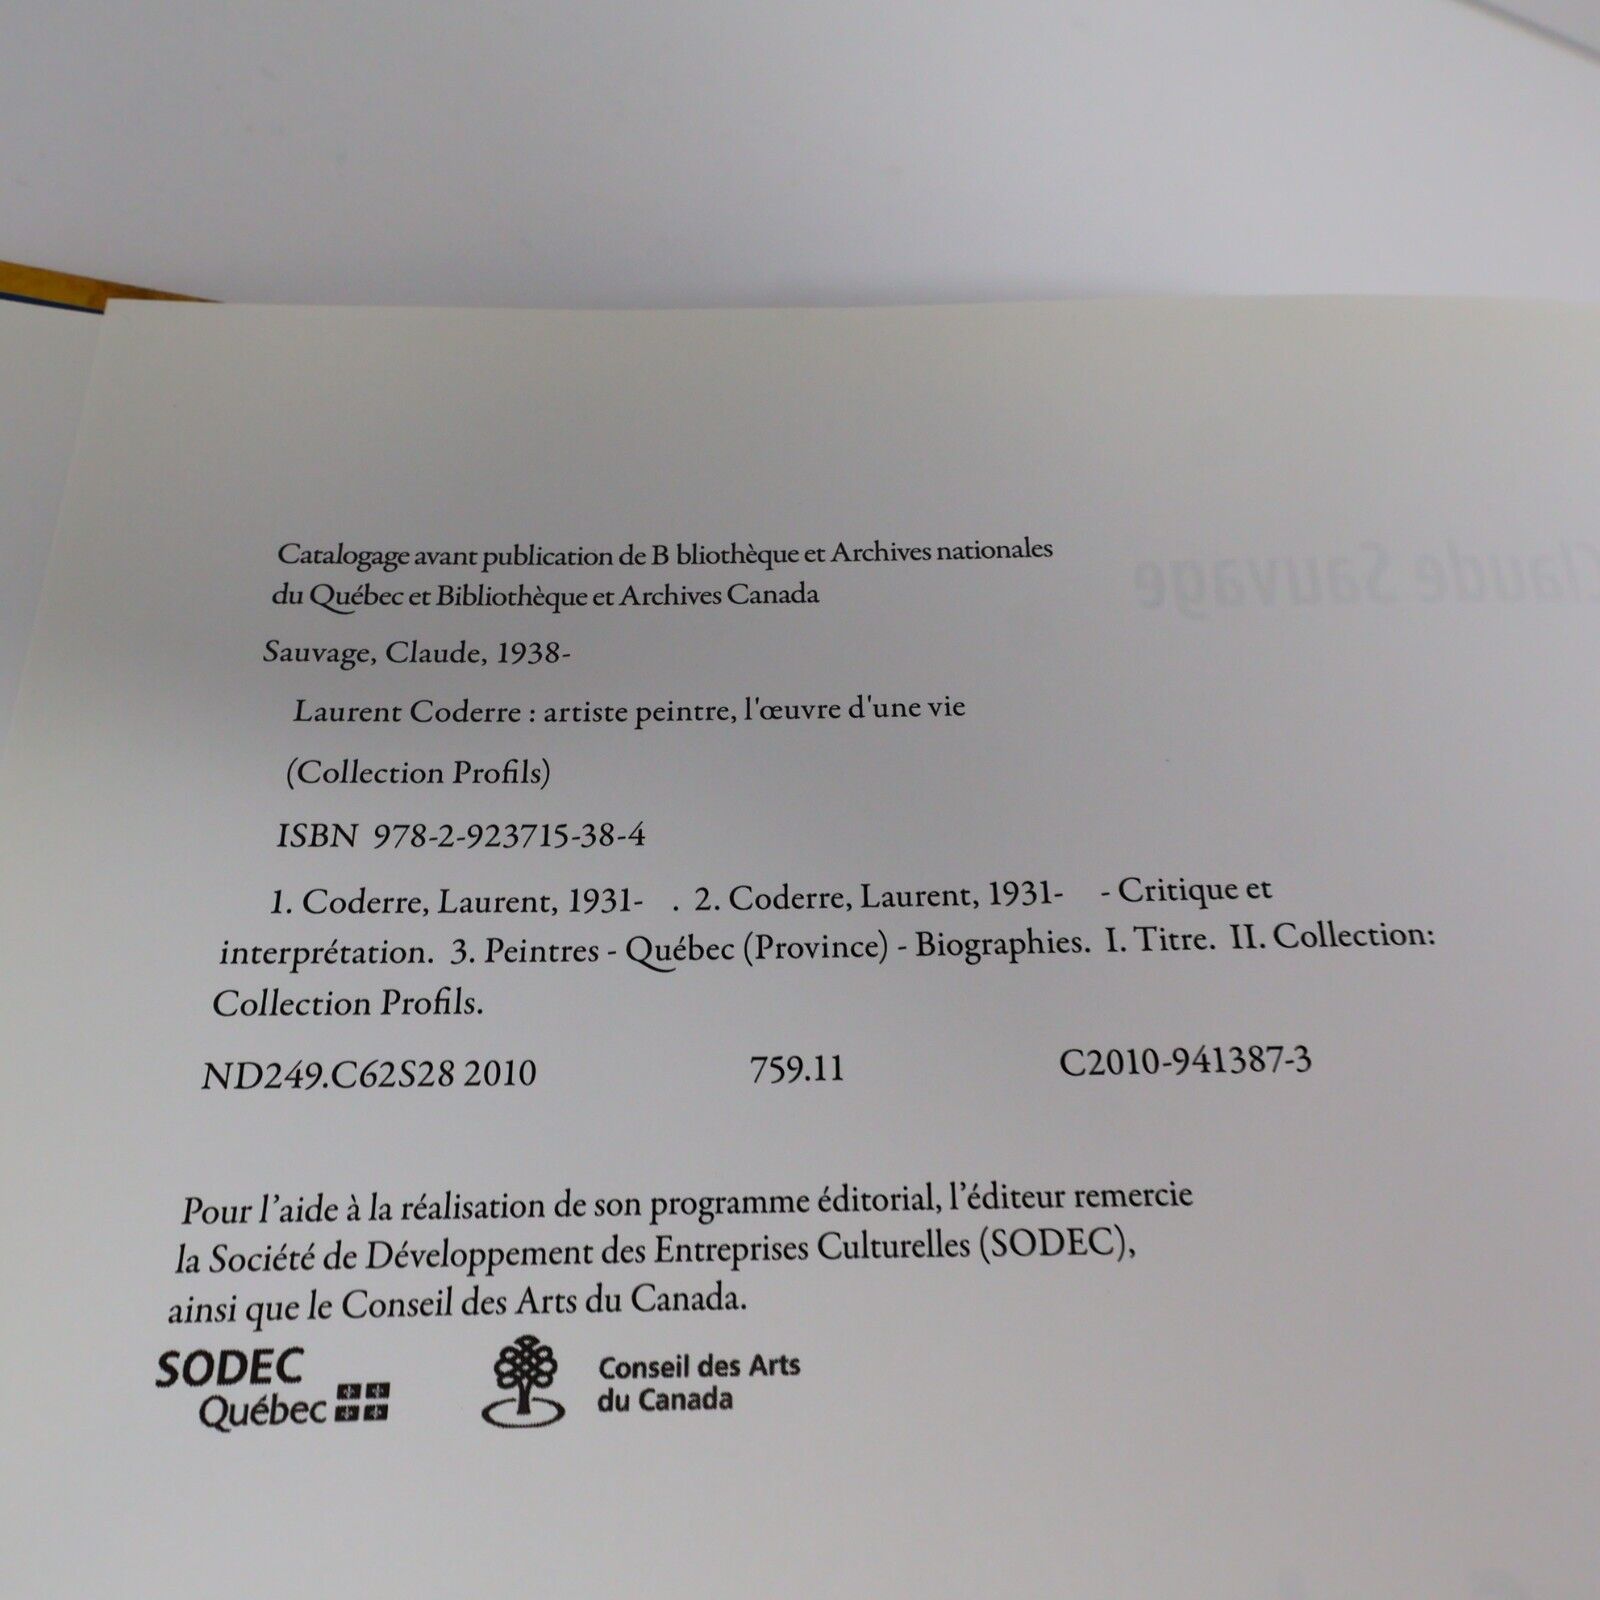 Catalogage avant publication de B bliothèque et Archives nationales
du Québec et Bibliothèque et Archives Canada
Sauvage, Claude, 1938-
Laurent Coderre : artiste peintre, l'œuvre d'une vie
(Collection Profils)
ISBN 978-2-923715-38-4
1. Coderre, Laurent, 1931- . 2. Coderre, Laurent, 1931- - Critique et
interprétation. 3. Peintres - Québec (Province) - Biographies. I. Titre. II. Collection:
Collection Profils.
ND249.C62S28 2010 759.11 C2010-941387-3
Pour l'aide à la réalisation de son programme éditorial, l'éditeur remercie
la Société de Développement des Entreprises Culturelles (SODEC),
ainsi que le Conseil des Arts du Canada.
SODEC
Québec
Conseil des Arts
du Canada
Claude Sauvage